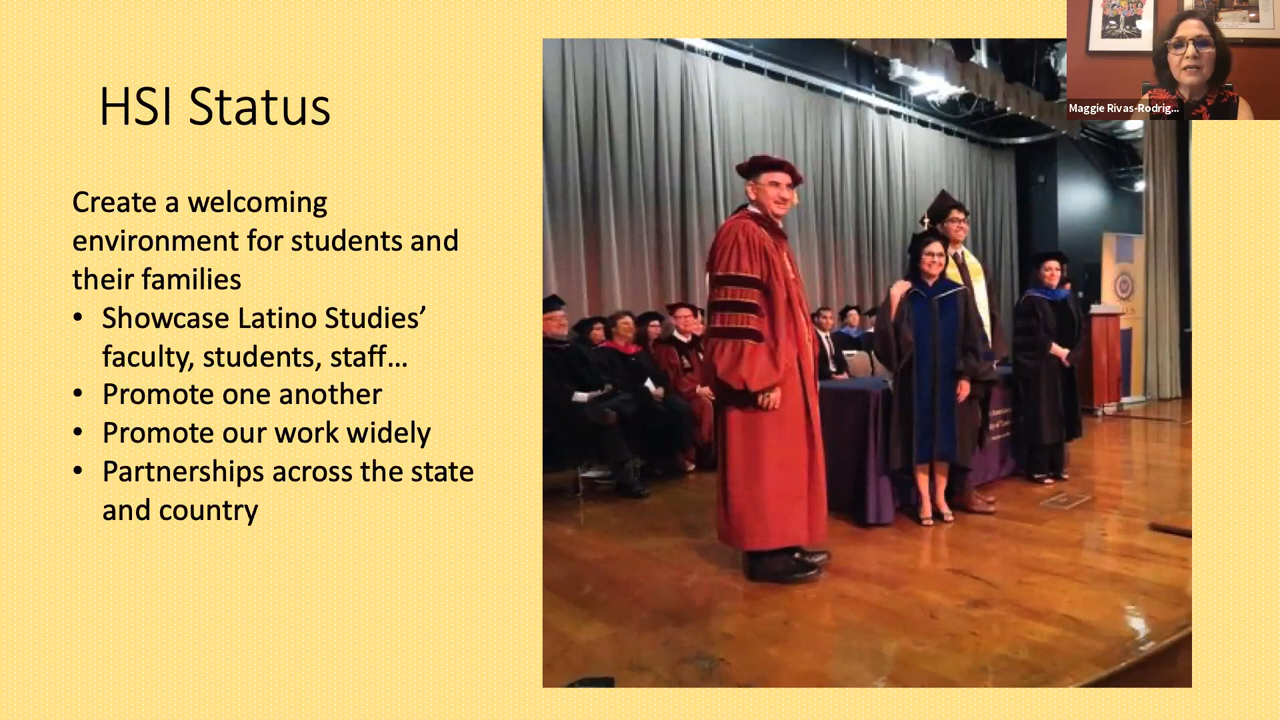 HSI Status
Create a welcoming
environment for students and
their families
• Showcase Latino Studies’
faculty, students, staff…
• Promote one another
• Promote our work widely
• Partnerships across the state
and country
Maggie Rivas-Rodrig...